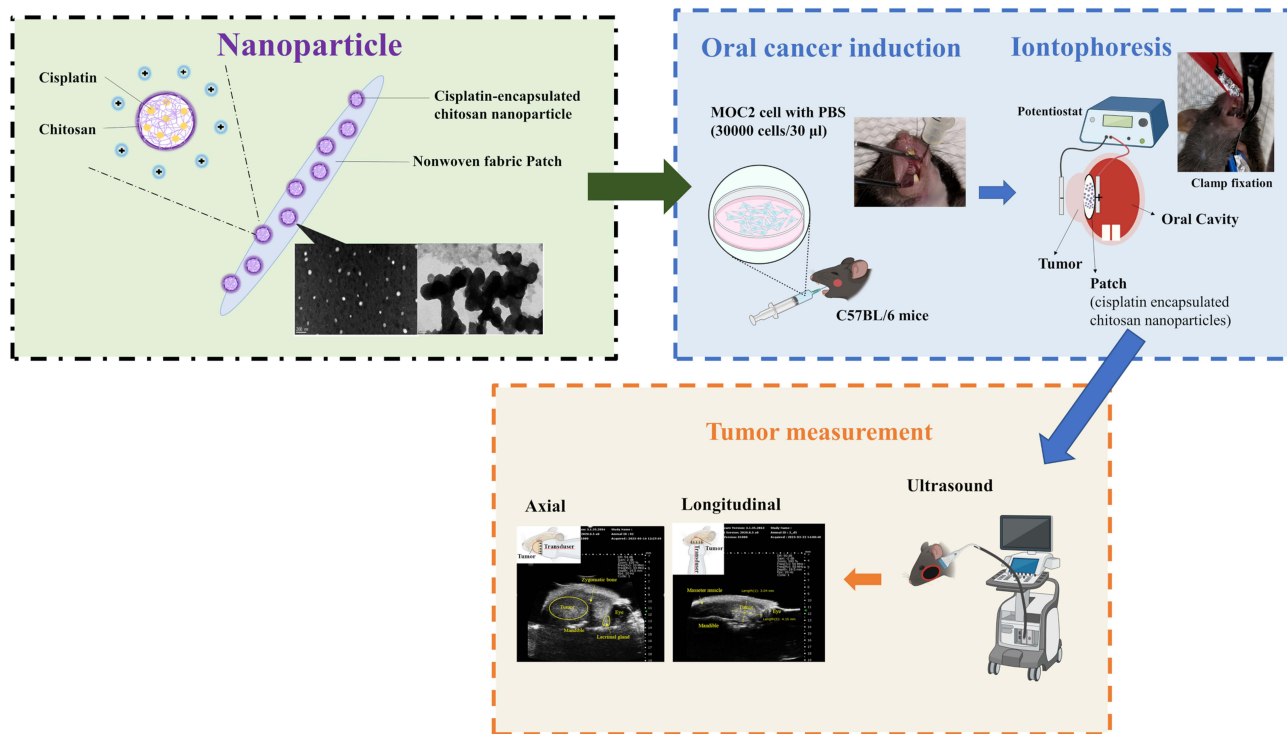 Nanoparticle
Cisplatin
Chitosan
Cisplatin-encapsulated
chitosan nanoparticle
Nonwoven fabric Patch
Oral cancer induction
MOC2 cell with PBS
(30000 cells/30 µl)
C57BL/6 mice
Iontophoresis
Potentiostat
Clamp fixation
Oral Cavity
Tumor
Patch
(cisplatin encapsulated
chitosan nanoparticles)
Tumor measurement
Ultrasound
Axial
Tumor
Transduser
Zygomatic bone
Tumor
Eye
Mandible
Lacrimal gland
Longitudinal
Tumor
Transduser
Masseter muscle
Tumor
Eye
Mandible